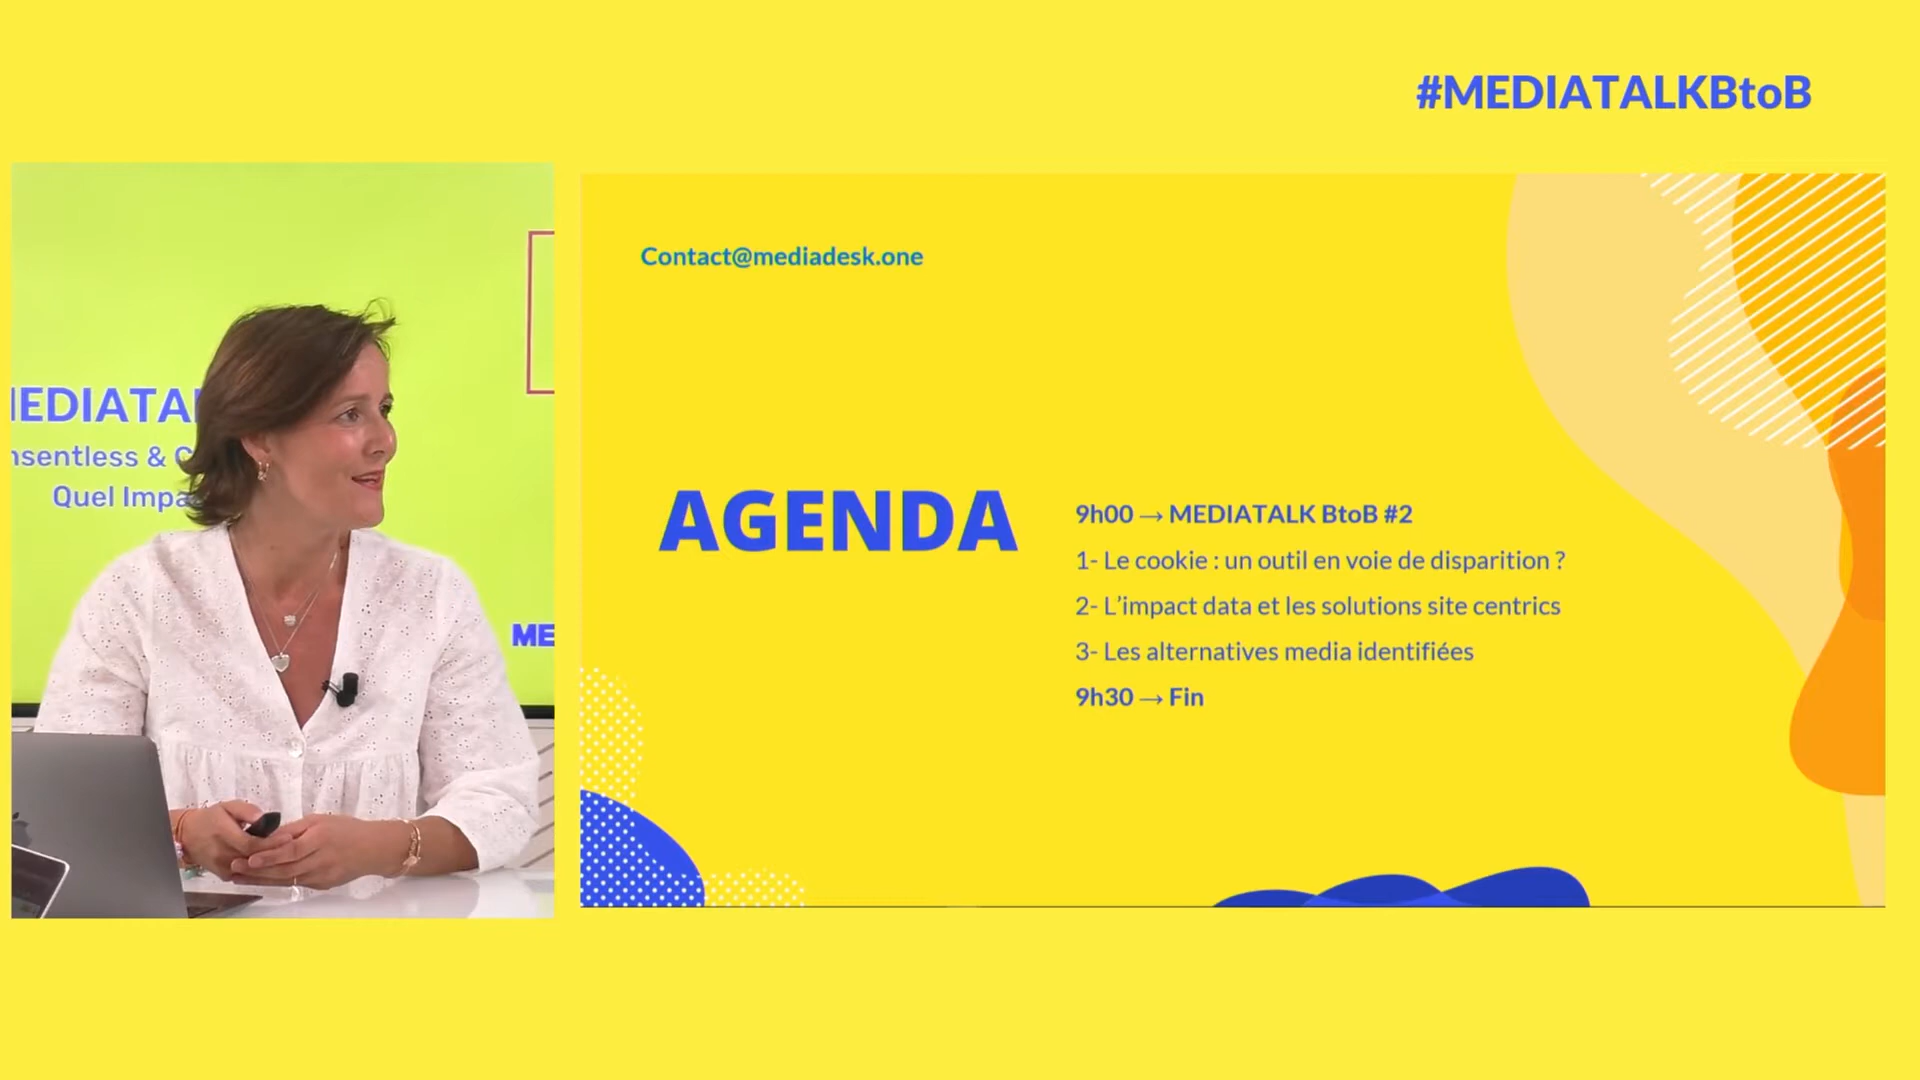 #MEDIATALKBtoB
Contact@mediadesk.one
AGENDA
9h00 → MEDIATALK BtoB #2
1- Le cookie : un outil en voie de disparition ?
2- L'impact data et les solutions site centrics
3- Les alternatives media identifiées
9h30 → Fin
MEDIATA
nsentless & C
Quel Impa
ME